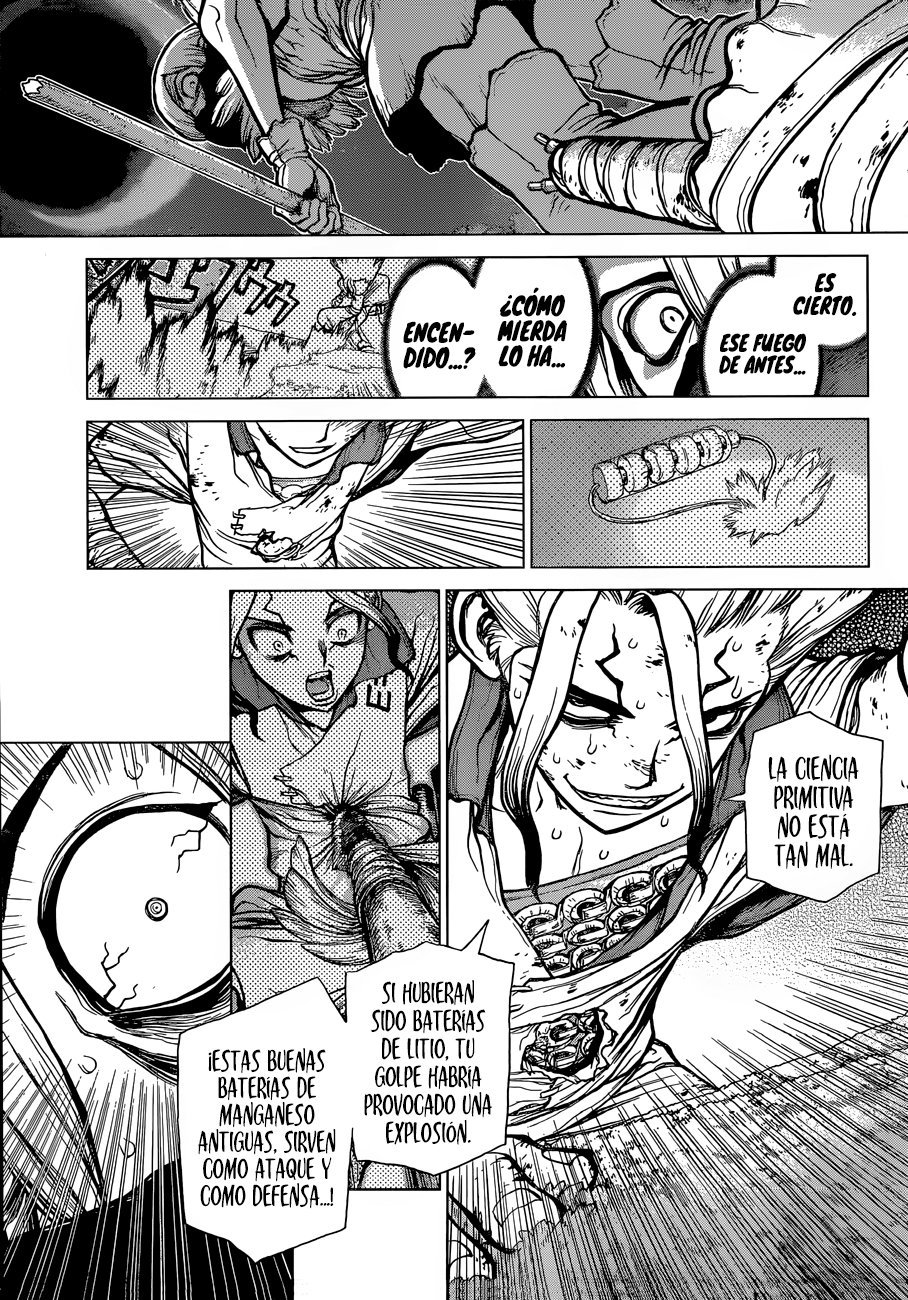 ES
CIERTO.
ESE FUEGO
DE ANTES...
¿CÓMO
MIERDA
LO HA...
ENCEN-
DIDO...?
LA CIENCIA
PRIMITIVA
NO ESTÁ
TAN MAL.
SI HUBIERAN
SIDO BATERÍAS
DE LITIO, TU
GOLPE HABRÍA
PROVOCADO UNA
EXPLOSIÓN.
¡ESTAS BUENAS
BATERÍAS DE
MANGANESO
ANTIGUAS, SIRVEN
COMO ATAQUE Y
COMO DEFENSA...!